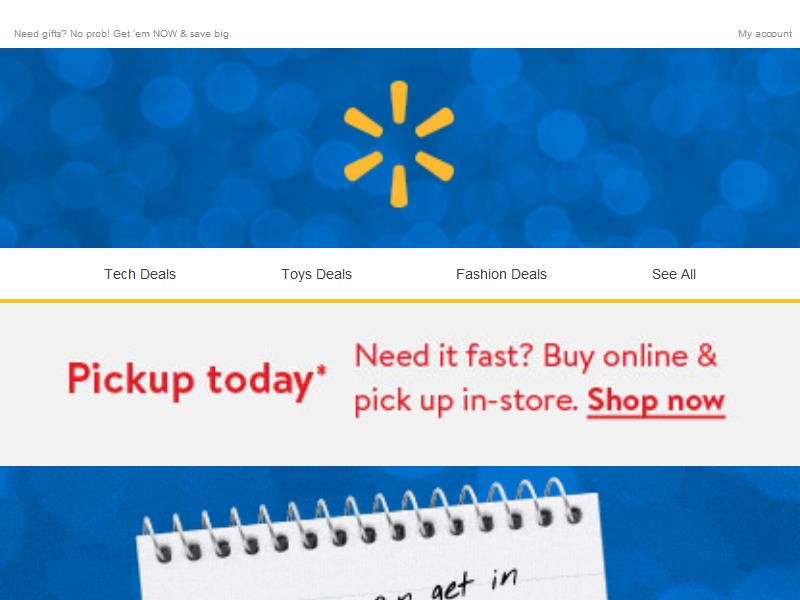 Need gifts? No prob! Get 'em NOW & save big. My account
Tech Deals Toys Deals Fashion Deals See All
Pickup today*
Need it fast? Buy online &
pick up in-store. Shop now
get in